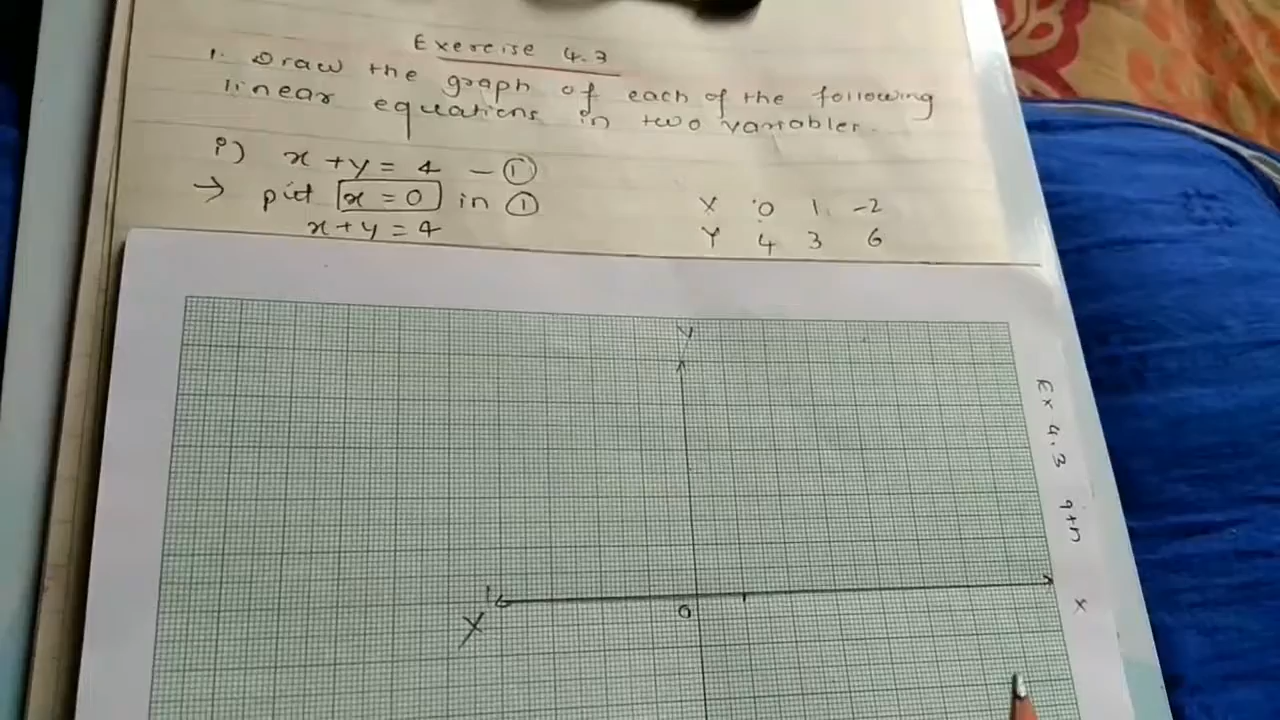 Exercise 4.3
1. Draw the graph of each of the following
linear equations in two variables.
i) x + y = 4 - ①
→ put x = 0 in ①
x + y = 4
X 0 1 -2
Y 4 3 6
Y
X'
O
X
Ex 4.3